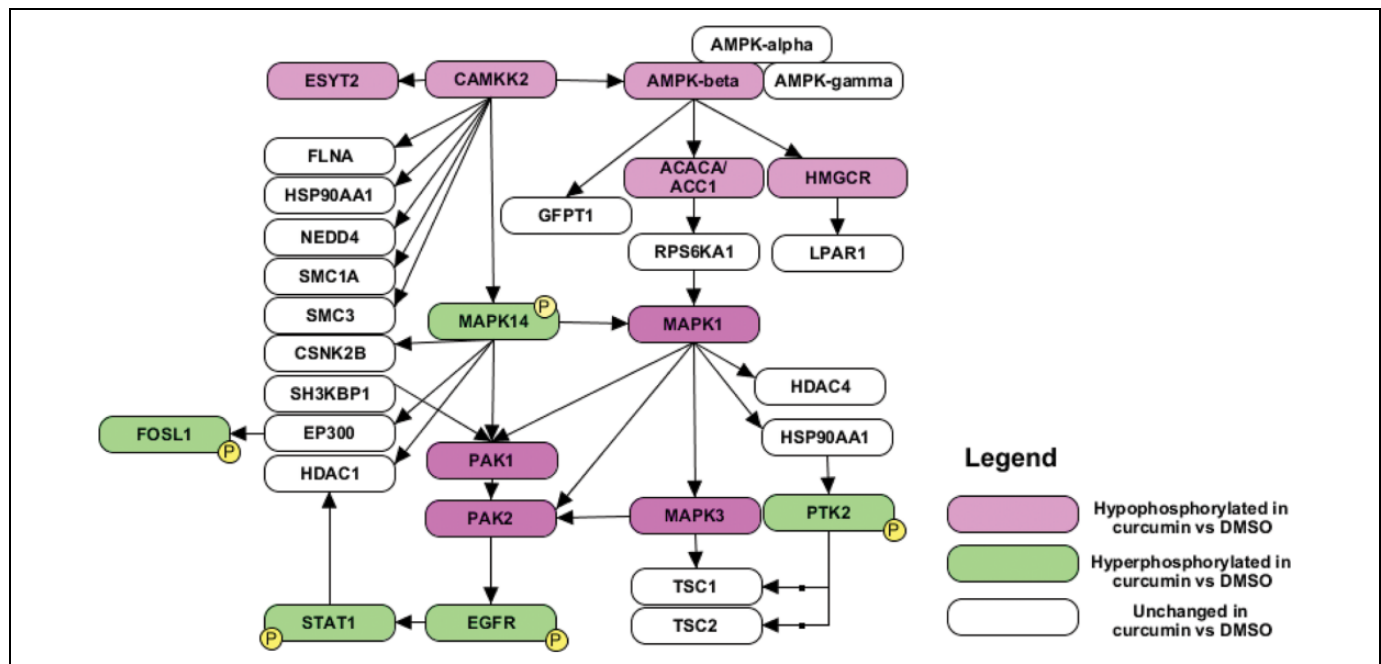 AMPK-alpha
ESYT2
CAMKK2
AMPK-beta
AMPK-gamma
FLNA
HSP90AA1
NEDD4
SMC1A
SMC3
CSNK2B
SH3KBP1
EP300
HDAC1
FOSL1
P
ACACA/
ACC1
HMGCR
GFPT1
RPS6KA1
LPAR1
MAPK14
P
MAPK1
HDAC4
HSP90AA1
PAK1
PAK2
MAPK3
PTK2
P
TSC1
TSC2
STAT1
P
EGFR
P
Legend
Hypophosphorylated in
curcumin vs DMSO
Hyperphosphorylated in
curcumin vs DMSO
Unchanged in
curcumin vs DMSO